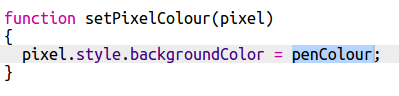 function setPixelColour(pixel)
{
  pixel.style.backgroundColor = penColour;
}